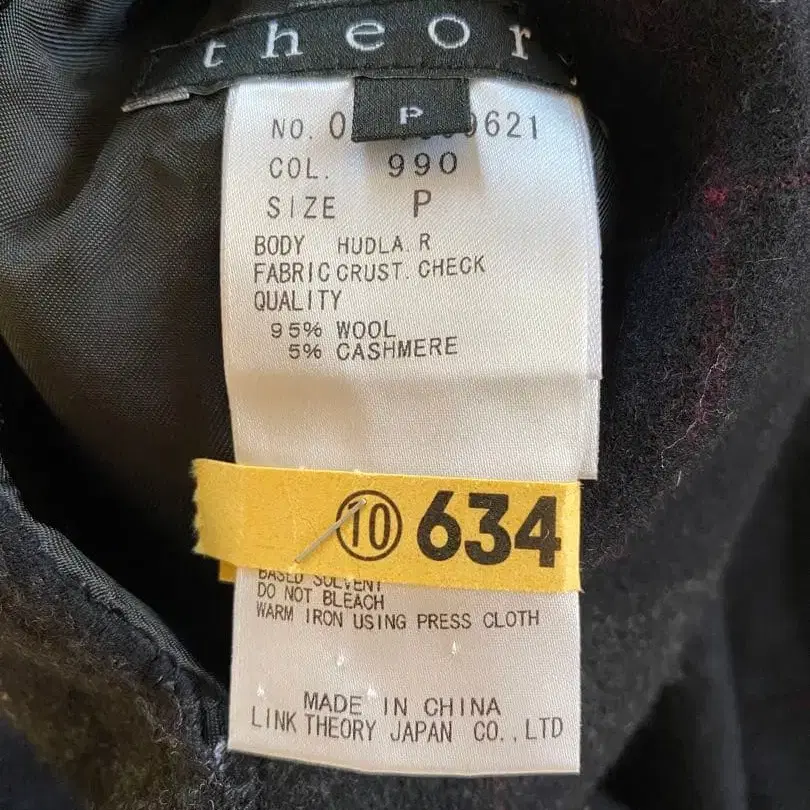 theor
P
NO. 0 9621
COL. 990
SIZE P
BODY HUDLA. R
FABRIC CRUST. CHECK
QUALITY
95% WOOL
5% CASHMERE
⑩ 634
BASED SOLVENT
DO NOT BLEACH
WARM IRON USING PRESS CLOTH
MADE IN CHINA
LINK THEORY JAPAN CO., LTD